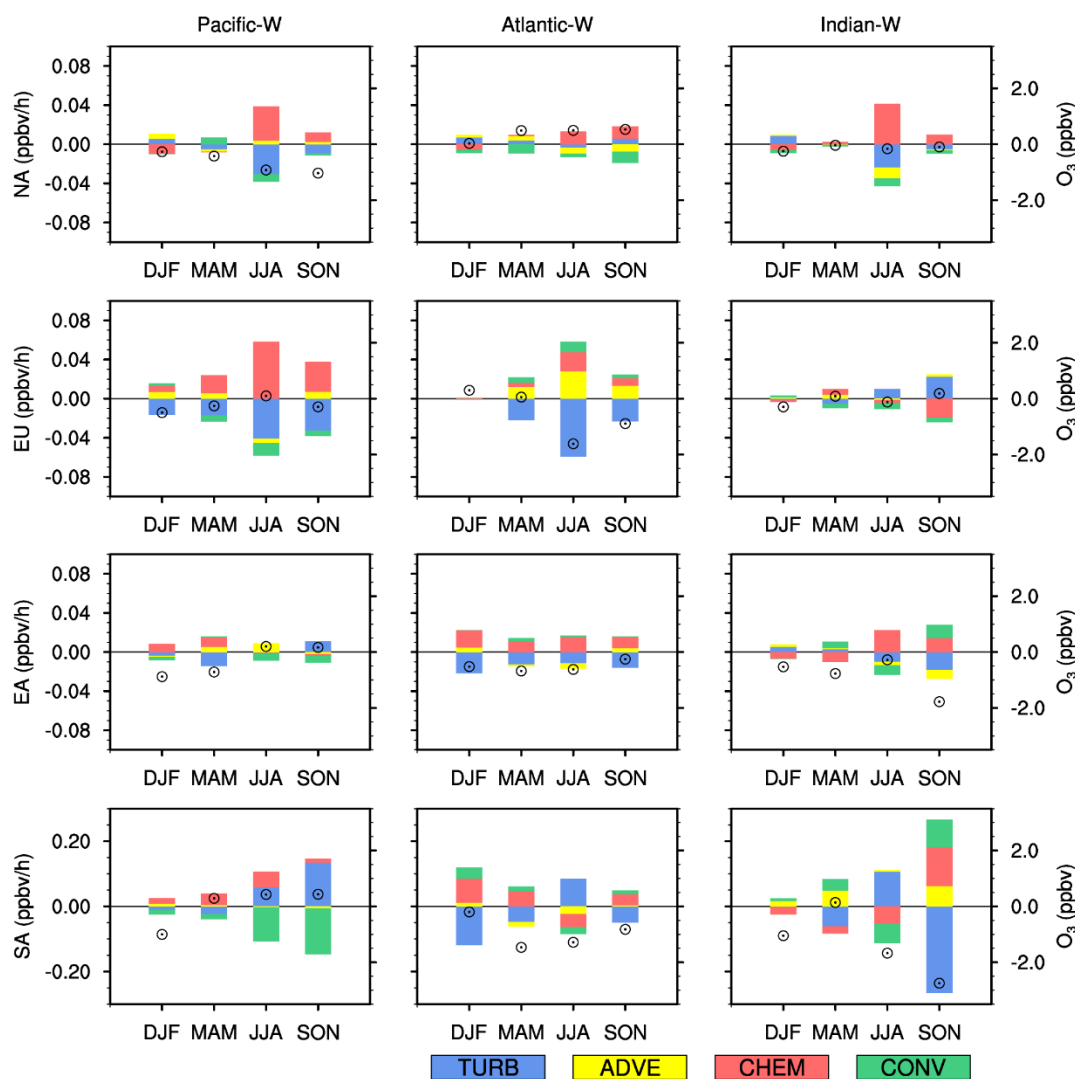 Pacific-W Atlantic-W Indian-W
NA (ppbv/h) 0.08 0.04 0.00 -0.04 -0.08 2.0 0.0 -2.0 O3 (ppbv)
DJF MAM JJA SON DJF MAM JJA SON DJF MAM JJA SON
EU (ppbv/h) 0.08 0.04 0.00 -0.04 -0.08 2.0 0.0 -2.0 O3 (ppbv)
DJF MAM JJA SON DJF MAM JJA SON DJF MAM JJA SON
EA (ppbv/h) 0.08 0.04 0.00 -0.04 -0.08 2.0 0.0 -2.0 O3 (ppbv)
DJF MAM JJA SON DJF MAM JJA SON DJF MAM JJA SON
SA (ppbv/h) 0.20 0.00 -0.20 2.0 0.0 -2.0 O3 (ppbv)
DJF MAM JJA SON DJF MAM JJA SON DJF MAM JJA SON
TURB ADVE CHEM CONV